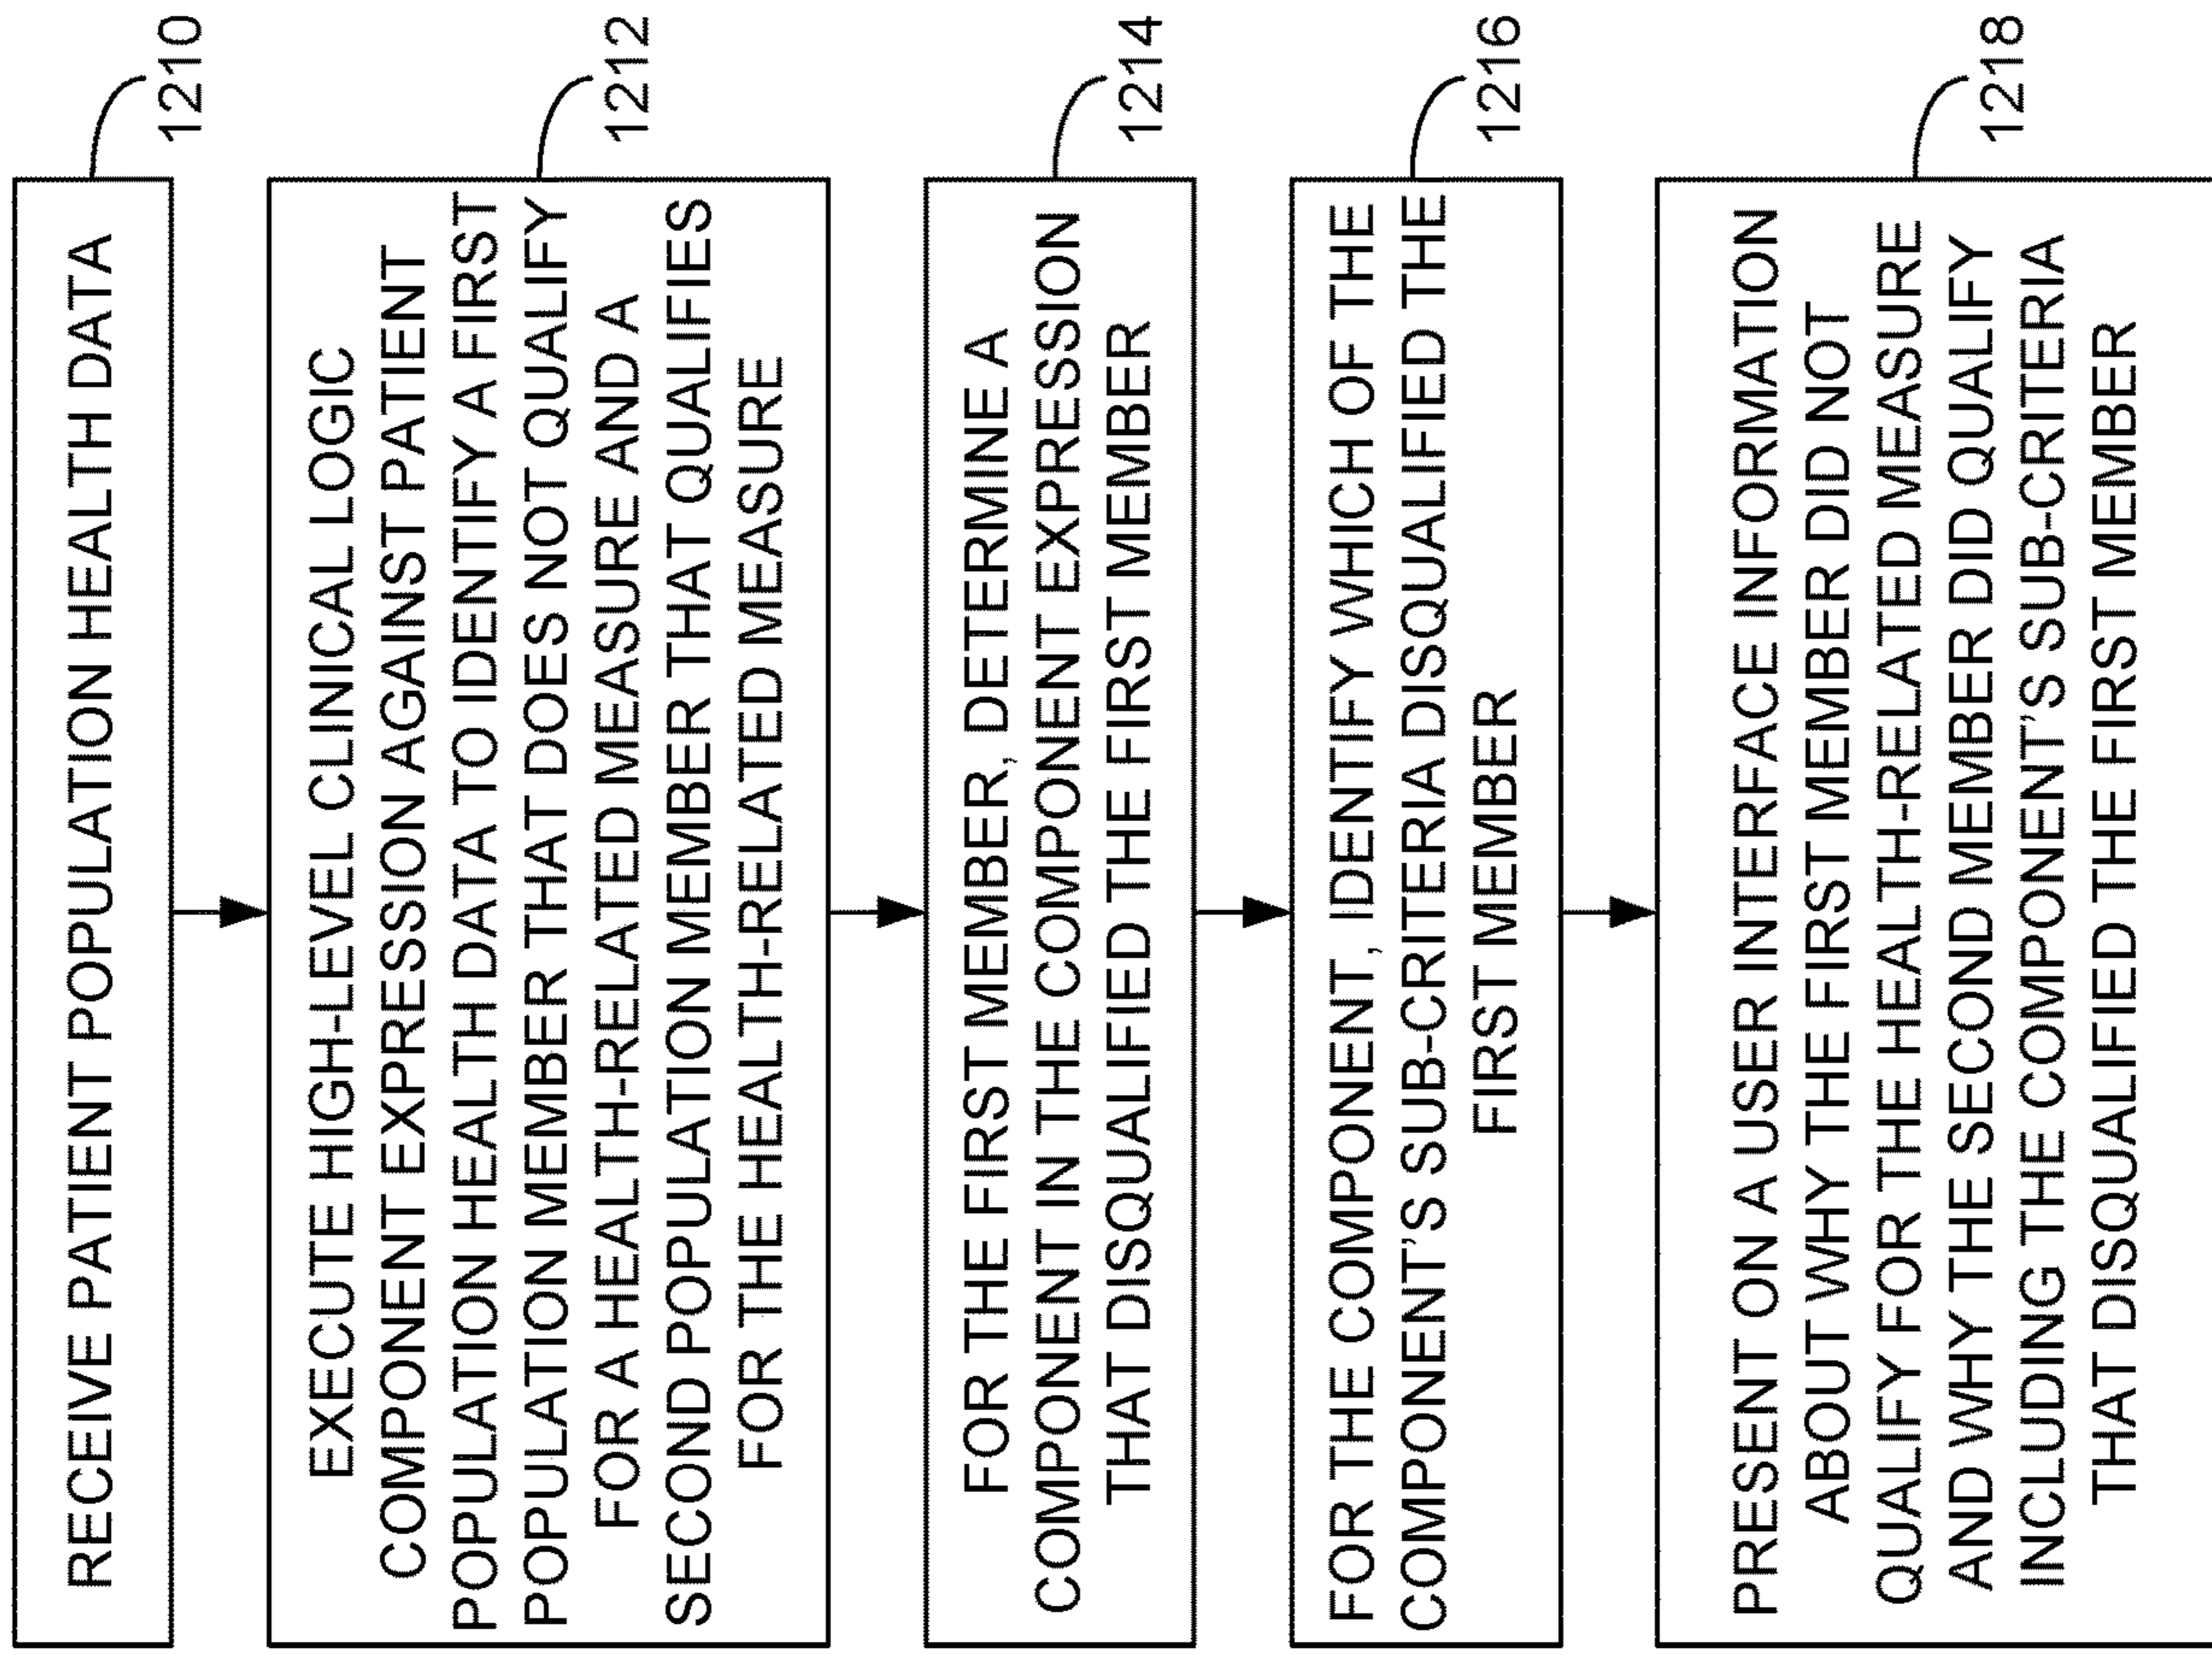 RECEIVE PATIENT POPULATION HEALTH DATA
1210
EXECUTE HIGH-LEVEL CLINICAL LOGIC
COMPONENT EXPRESSION AGAINST PATIENT
POPULATION HEALTH DATA TO IDENTIFY A FIRST
POPULATION MEMBER THAT DOES NOT QUALIFY
FOR A HEALTH-RELATED MEASURE AND A
SECOND POPULATION MEMBER THAT QUALIFIES
FOR THE HEALTH-RELATED MEASURE
1212
FOR THE FIRST MEMBER, DETERMINE A
COMPONENT IN THE COMPONENT EXPRESSION
THAT DISQUALIFIED THE FIRST MEMBER
1214
FOR THE COMPONENT, IDENTIFY WHICH OF THE
COMPONENT'S SUB-CRITERIA DISQUALIFIED THE
FIRST MEMBER
1216
PRESENT ON A USER INTERFACE INFORMATION
ABOUT WHY THE FIRST MEMBER DID NOT
QUALIFY FOR THE HEALTH-RELATED MEASURE
AND WHY THE SECOND MEMBER DID QUALIFY
INCLUDING THE COMPONENT'S SUB-CRITERIA
THAT DISQUALIFIED THE FIRST MEMBER
1218